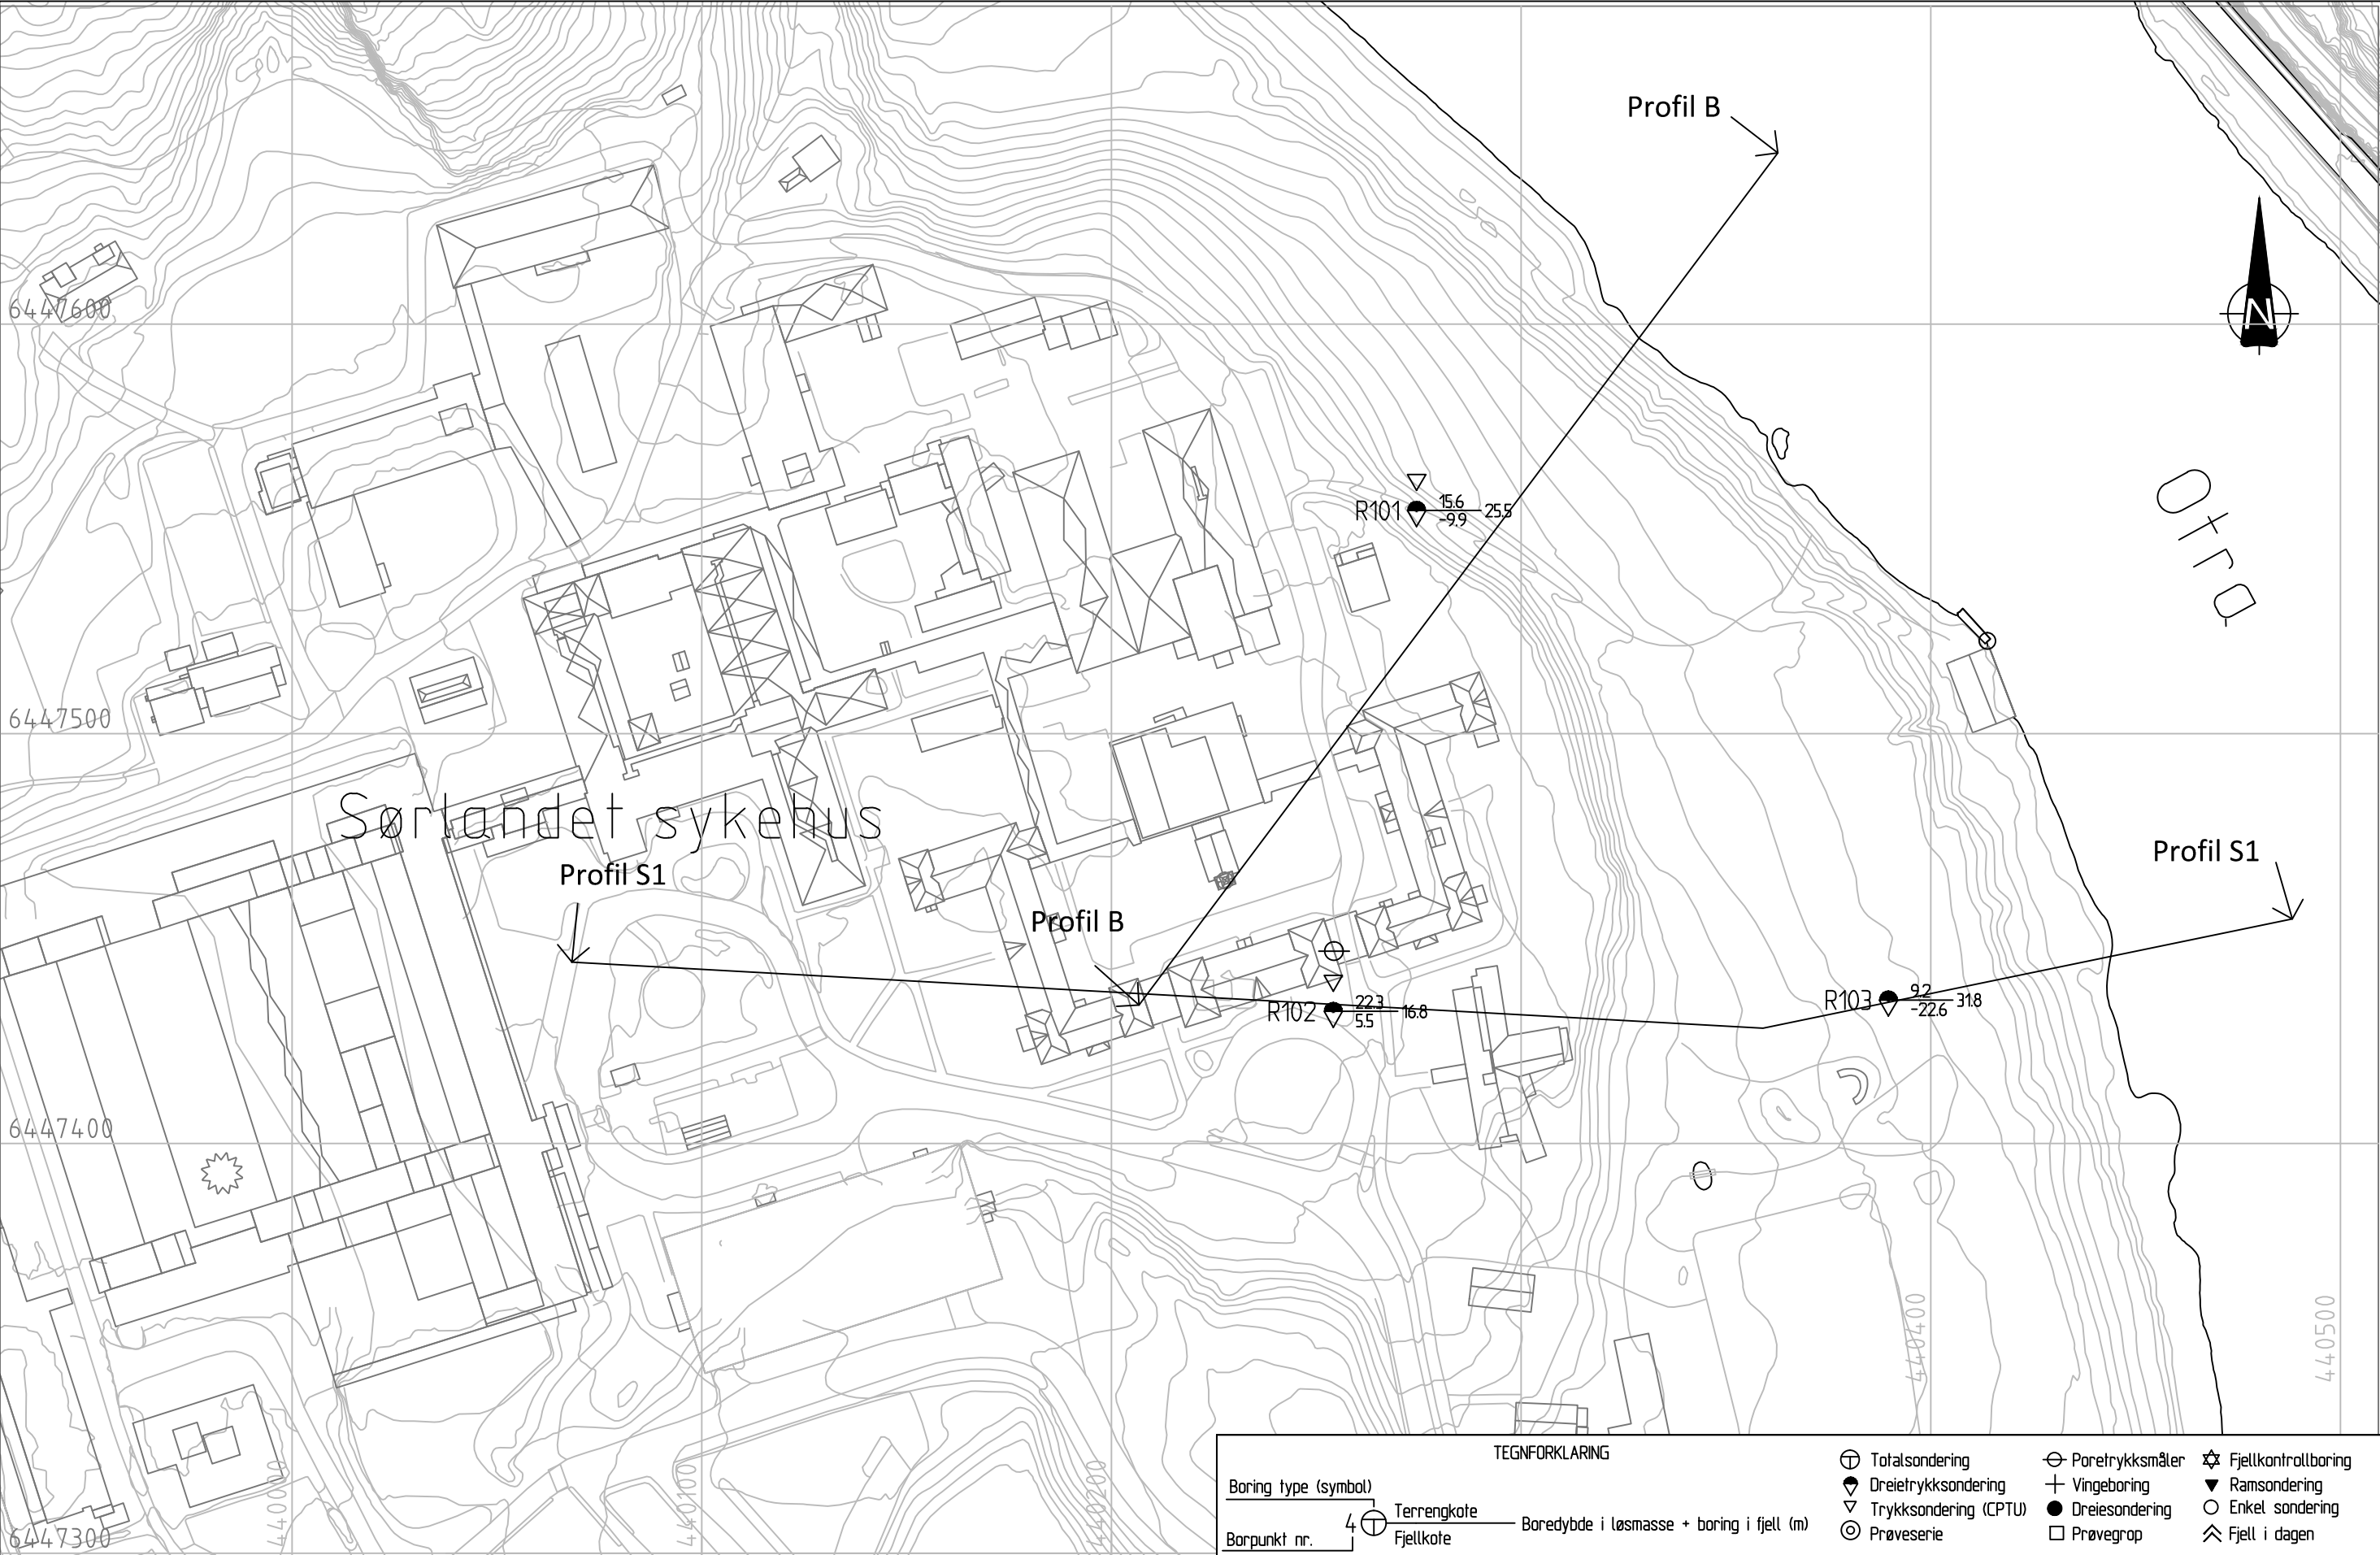 Profil B
6447600
N
Otra
R101
15.6
-9.9
25.5
6447500
Sørlandet sykehus
Profil S1
Profil S1
Profil B
R102
22.3
5.5
16.8
R103
9.2
-22.6
31.8
6447400
440400
440500
440000
440100
440200
6447300
TEGNFORKLARING
Boring type (symbol)
Borpunkt nr.
4
Terrengkote
Fjellkote
Boredybde i løsmasse + boring i fjell (m)
Totalsondering
Dreietrykksondering
Trykksondering (CPTU)
Prøveserie
Poretrykksmåler
Vingeboring
Dreiesondering
Prøvegrop
Fjellkontrollboring
Ramsondering
Enkel sondering
Fjell i dagen